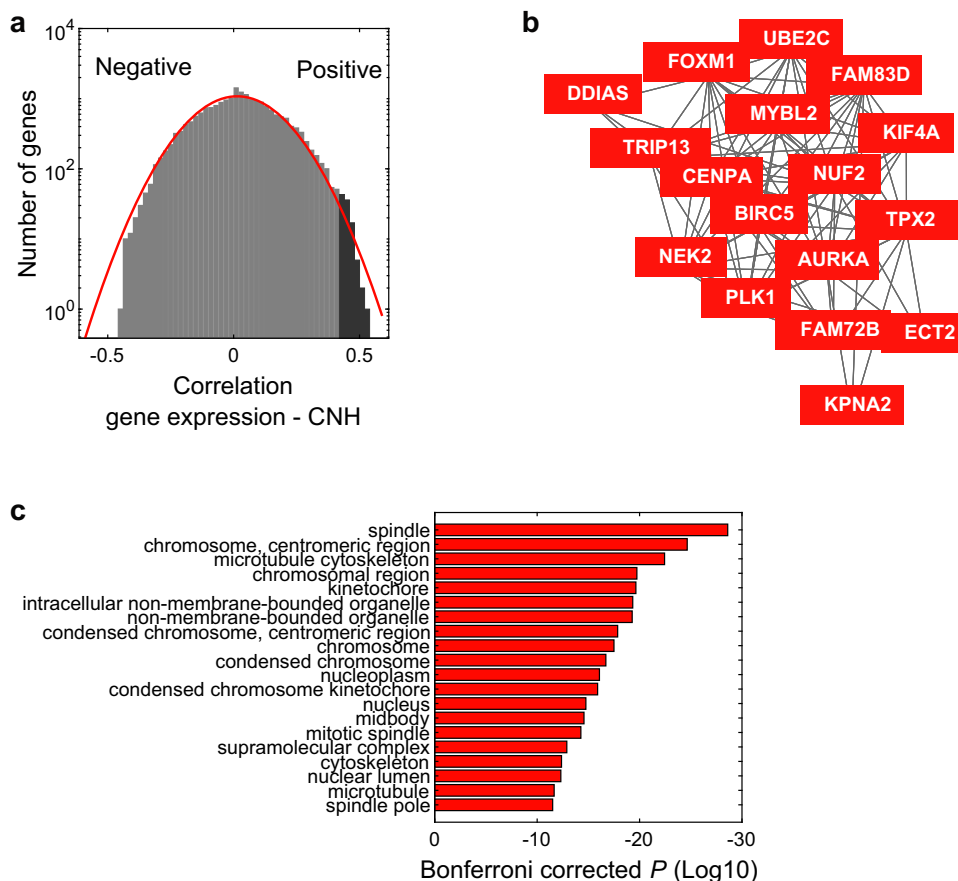 a
10^4
10^2
10^0
Number of genes
Negative
Positive
-0.5
0
0.5
Correlation
gene expression - CNH
b
UBE2C
FOXM1
FAM83D
DDIAS
MYBL2
KIF4A
TRIP13
CENPA
NUF2
BIRC5
TPX2
NEK2
AURKA
PLK1
FAM72B
ECT2
KPNA2
c
spindle
chromosome, centromeric region
microtubule cytoskeleton
chromosomal region
kinetochore
intracellular non-membrane-bounded organelle
non-membrane-bounded organelle
condensed chromosome, centromeric region
chromosome
condensed chromosome
nucleoplasm
condensed chromosome kinetochore
nucleus
midbody
mitotic spindle
supramolecular complex
cytoskeleton
nuclear lumen
microtubule
spindle pole
0
-10
-20
-30
Bonferroni corrected P (Log10)